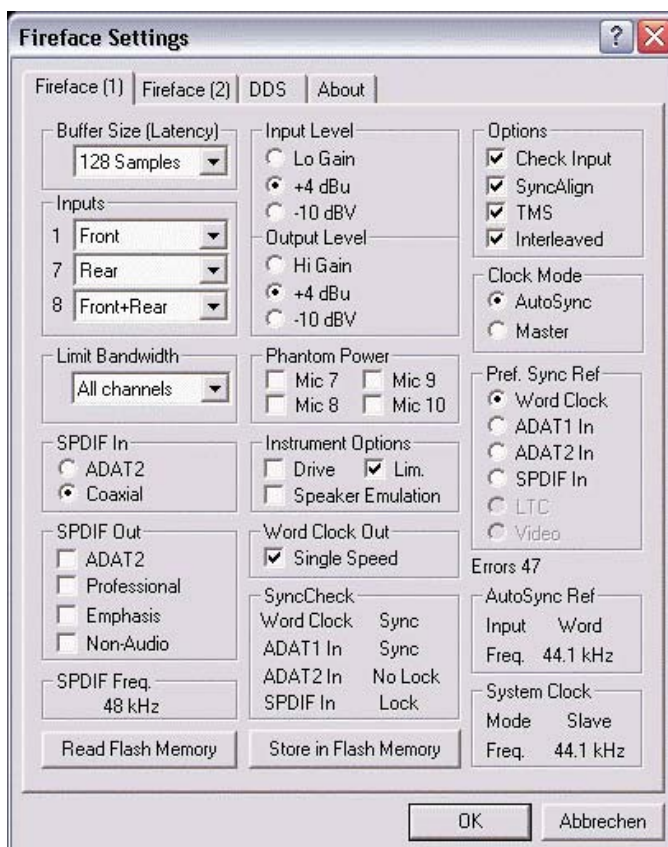 Fireface Settings
Fireface (1) Fireface (2) DDS About
Buffer Size (Latency)
128 Samples
Inputs
1 Front
7 Rear
8 Front+Rear
Limit Bandwidth
All channels
SPDIF In
ADAT2
Coaxial
SPDIF Out
ADAT2
Professional
Emphasis
Non-Audio
SPDIF Freq.
48 kHz
Read Flash Memory
Input Level
Lo Gain
+4 dBu
-10 dBV
Output Level
Hi Gain
+4 dBu
-10 dBV
Phantom Power
Mic 7 Mic 9
Mic 8 Mic 10
Instrument Options
Drive Lim.
Speaker Emulation
Word Clock Out
Single Speed
SyncCheck
Word Clock Sync
ADAT1 In Sync
ADAT2 In No Lock
SPDIF In Lock
Store in Flash Memory
Options
Check Input
SyncAlign
TMS
Interleaved
Clock Mode
AutoSync
Master
Pref. Sync Ref
Word Clock
ADAT1 In
ADAT2 In
SPDIF In
LTC
Video
Errors 47
AutoSync Ref
Input Word
Freq. 44.1 kHz
System Clock
Mode Slave
Freq. 44.1 kHz
OK Abbrechen